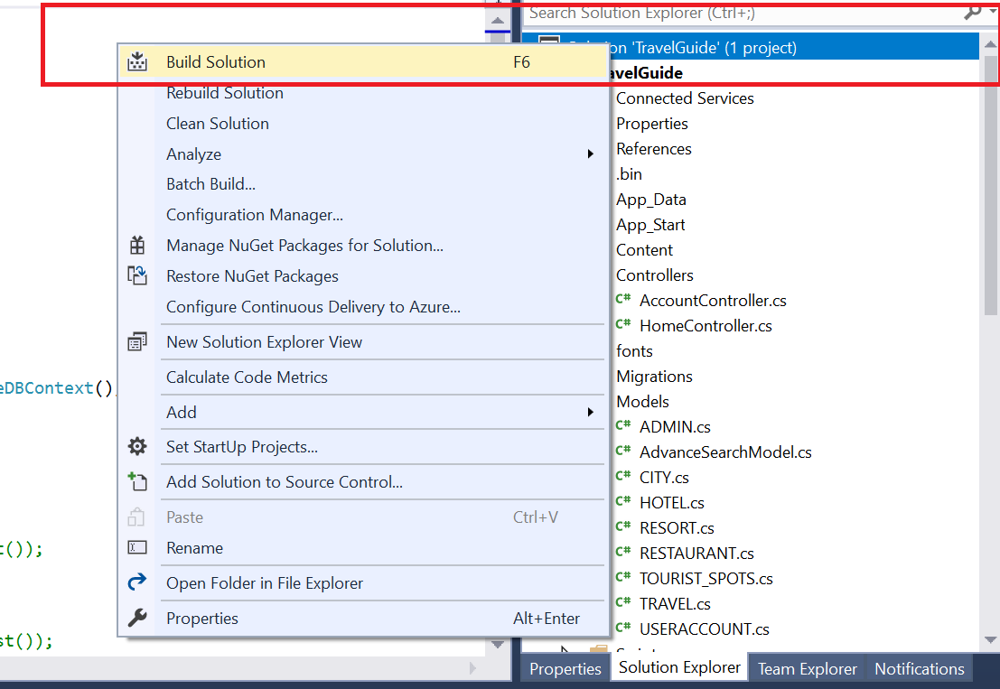 Search Solution Explorer (Ctrl+;)
'TravelGuide' (1 project)
Build Solution F6
Rebuild Solution
Clean Solution
Analyze
Batch Build...
Configuration Manager...
Manage NuGet Packages for Solution...
Restore NuGet Packages
Configure Continuous Delivery to Azure...
New Solution Explorer View
Calculate Code Metrics
Add
Set StartUp Projects...
Add Solution to Source Control...
Paste Ctrl+V
Rename
Open Folder in File Explorer
Properties Alt+Enter
eDBContext()
t());
st());
avelGuide
Connected Services
Properties
References
.bin
App_Data
App_Start
Content
Controllers
C# AccountController.cs
C# HomeController.cs
fonts
Migrations
Models
C# ADMIN.cs
C# AdvanceSearchModel.cs
C# CITY.cs
C# HOTEL.cs
C# RESORT.cs
C# RESTAURANT.cs
C# TOURIST_SPOTS.cs
C# TRAVEL.cs
C# USERACCOUNT.cs
Properties Solution Explorer Team Explorer Notifications